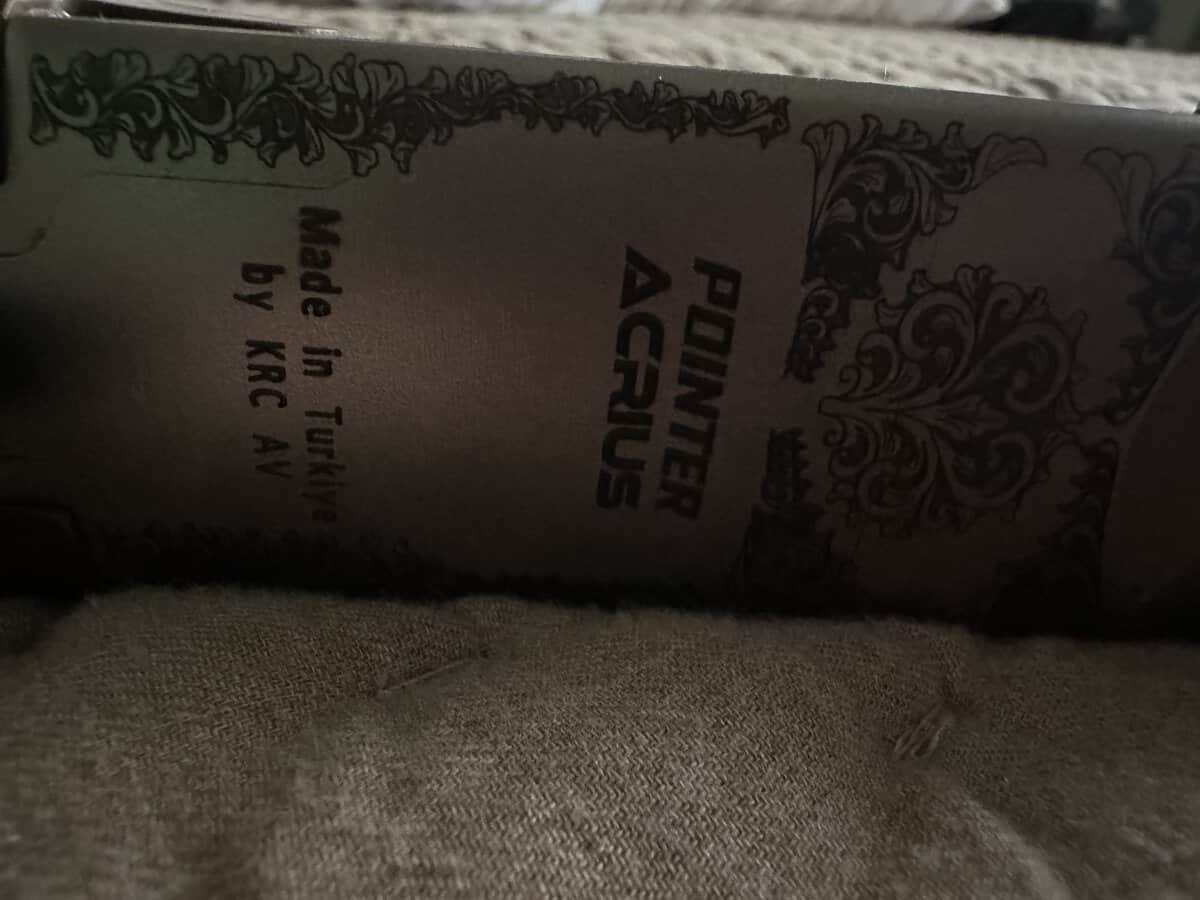 POINTER
ACRIUS
Made in Turkiye
by KRC AV